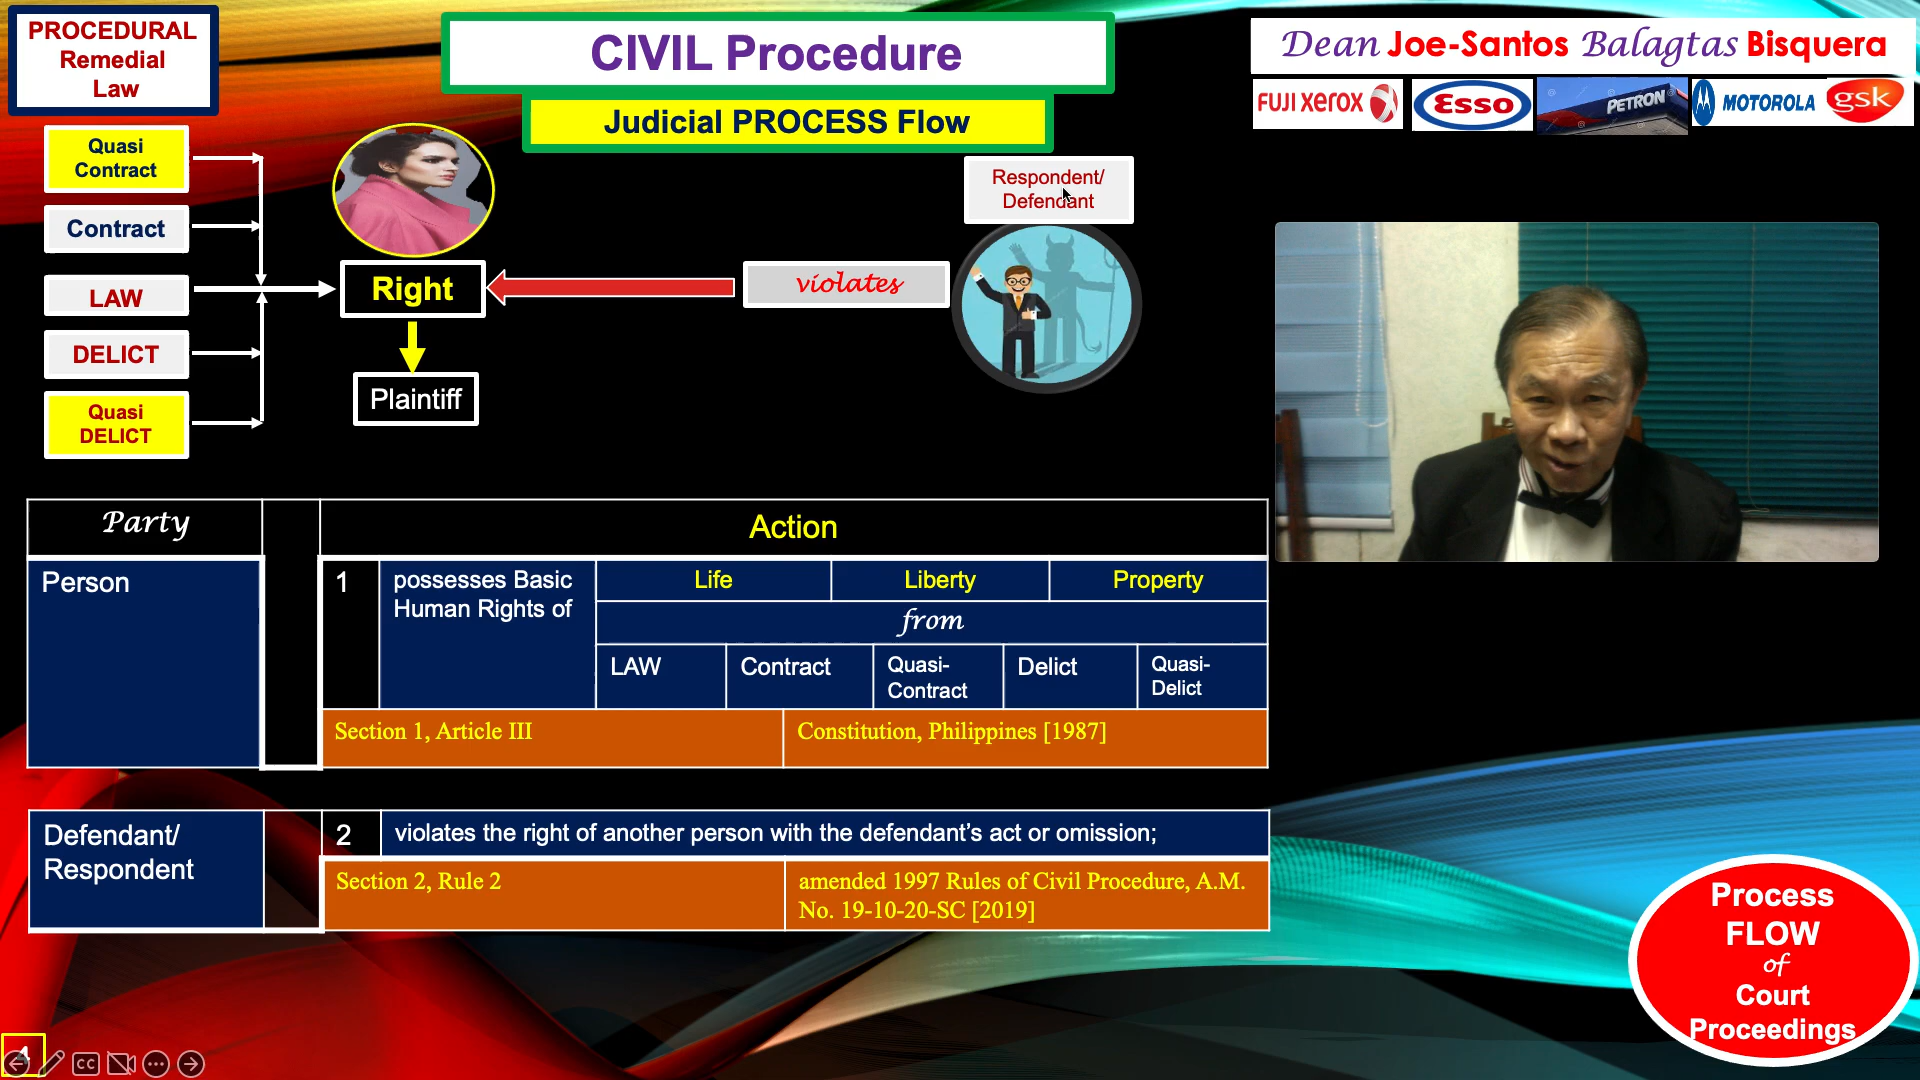 PROCEDURAL
Remedial
Law
CIVIL Procedure
Judicial PROCESS Flow
Dean Joe-Santos Balagtas Bisquera
FUJI XEROX
Esso
PETRON
MOTOROLA
gsk
Quasi
Contract
Contract
LAW
DELICT
Quasi
DELICT
Right
Plaintiff
violates
Respondent/
Defendant
Party
Action
Person
1
possesses Basic
Human Rights of
Life
Liberty
Property
from
LAW
Contract
Quasi-
Contract
Delict
Quasi-
Delict
Section 1, Article III
Constitution, Philippines [1987]
Defendant/
Respondent
2
violates the right of another person with the defendant's act or omission;
Section 2, Rule 2
amended 1997 Rules of Civil Procedure, A.M.
No. 19-10-20-SC [2019]
Process
FLOW
of
Court
Proceedings
4
CC